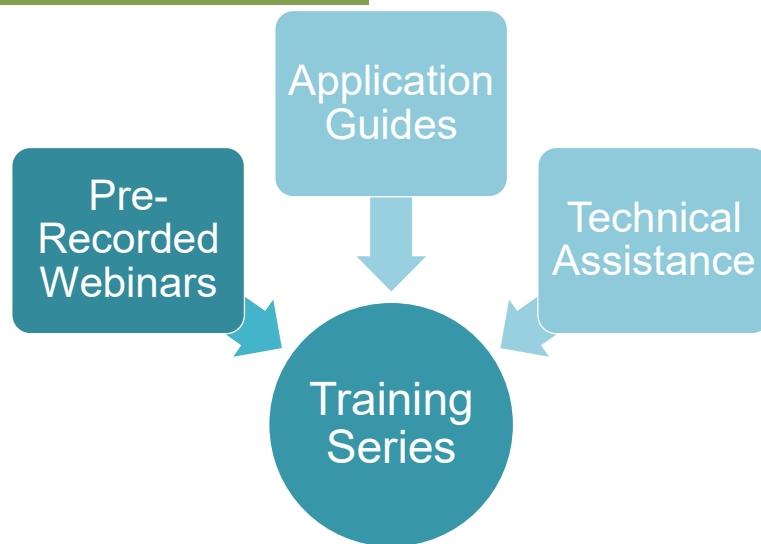 Application
Guides
Pre-
Recorded
Webinars
Technical
Assistance
Training
Series